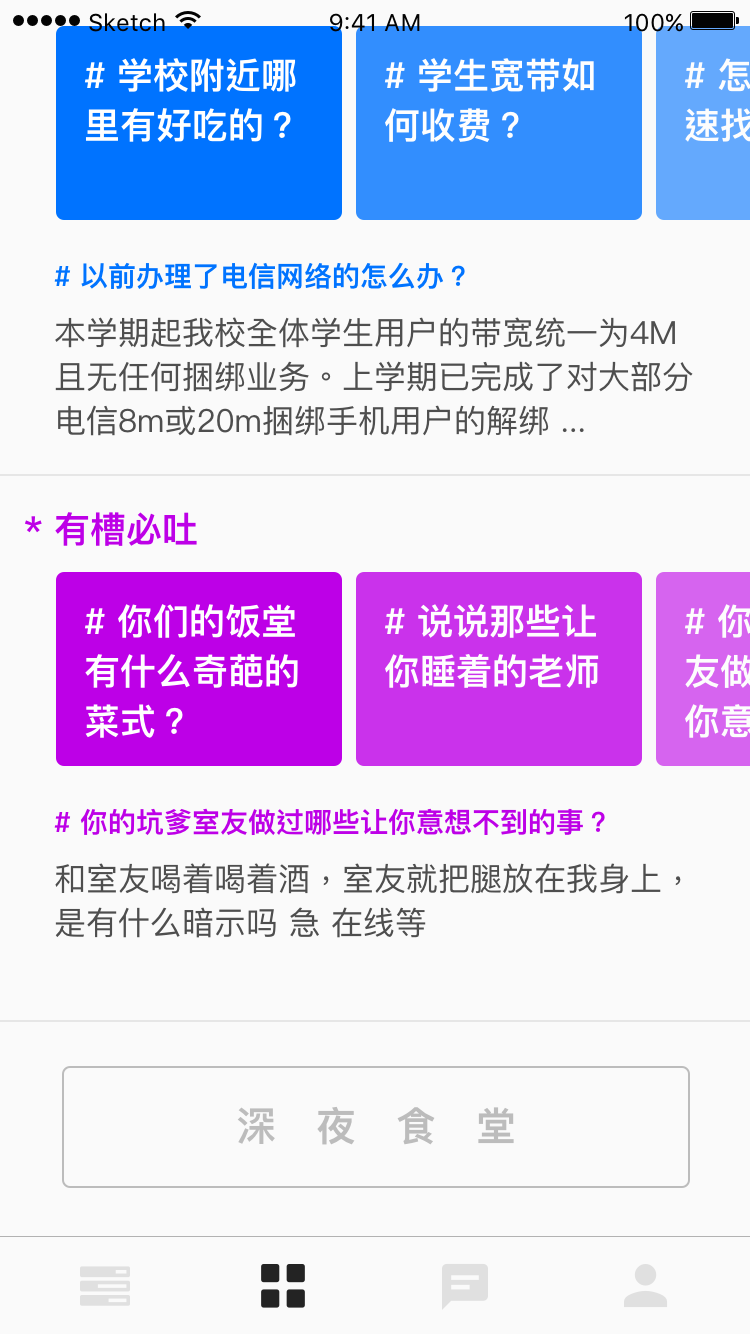 Sketch 9:41 AM 100%
# 学校附近哪
里有好吃的？
# 学生宽带如
何收费？
# 怎
速找
# 以前办理了电信网络的怎么办？
本学期起我校全体学生用户的带宽统一为4M
且无任何捆绑业务。上学期已完成了对大部分
电信8m或20m捆绑手机用户的解绑 ...
* 有槽必吐
# 你们的饭堂
有什么奇葩的
菜式？
# 说说那些让
你睡着的老师
# 你
友做
你意
# 你的坑爹室友做过哪些让你意想不到的事？
和室友喝着喝着酒，室友就把腿放在我身上，
是有什么暗示吗 急 在线等
深夜食堂